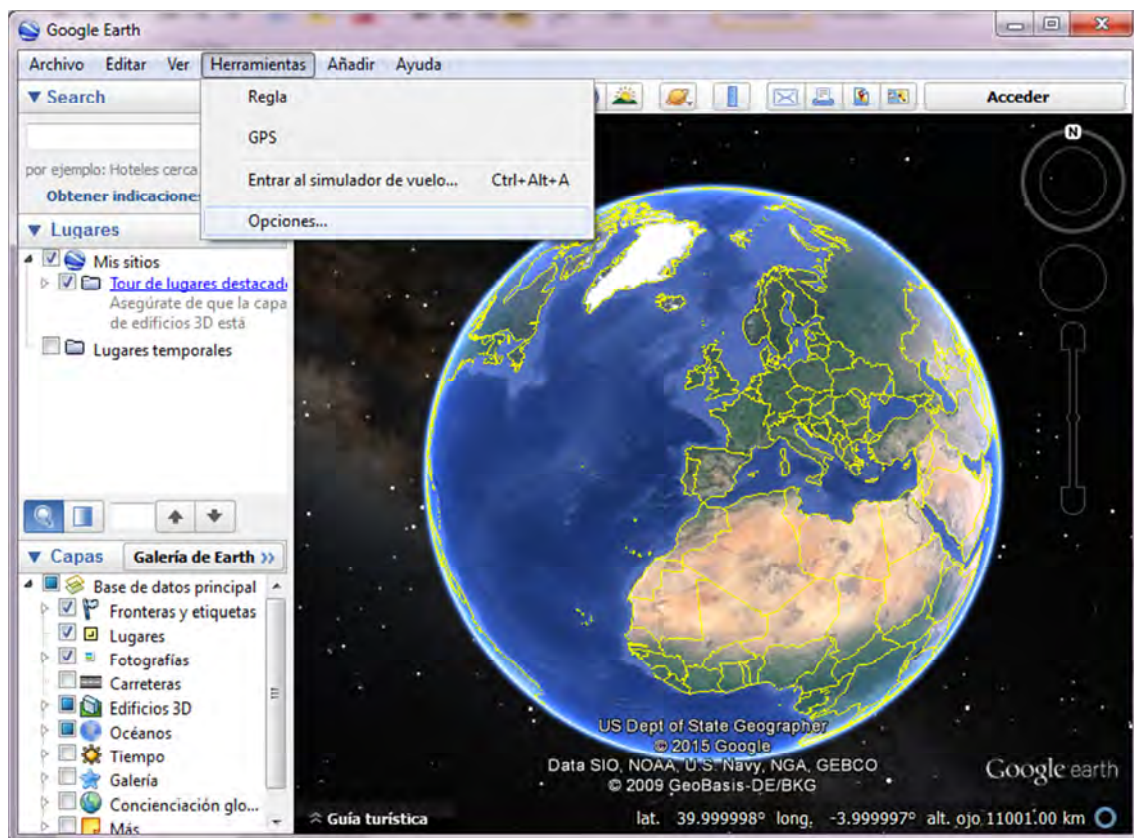 Google Earth
Archivo Editar Ver Herramientas Añadir Ayuda
Search
Regla
GPS
Entrar al simulador de vuelo... Ctrl+Alt+A
Opciones...
Acceder
N
por ejemplo: Hoteles cerca
Obtener indicacione
Lugares
Mis sitios
Tour de lugares destacad
Asegúrate de que la capa
de edificios 3D está
Lugares temporales
Capas Galería de Earth >>
Base de datos principal
Fronteras y etiquetas
Lugares
Fotografías
Carreteras
Edificios 3D
Océanos
Tiempo
Galería
Concienciación glo...
Más
US Dept of State Geographer
© 2015 Google
Data SIO, NOAA, U.S. Navy, NGA, GEBCO
© 2009 GeoBasis-DE/BKG
Google earth
Guía turística
lat. 39.999998° long. -3.999997° alt. ojo 11001.00 km